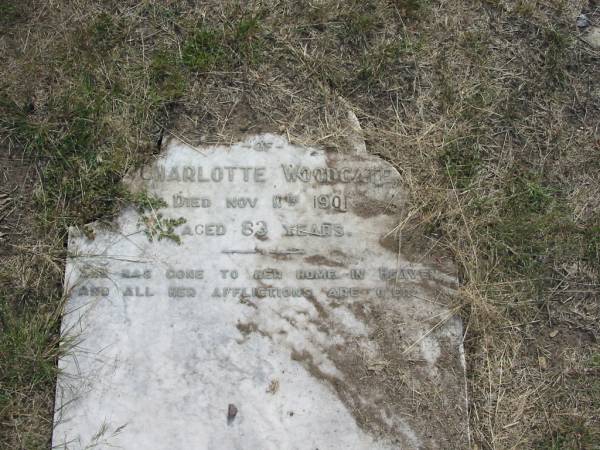 OF
CHARLOTTE WOODGATE
DIED NOV 11TH 1901
AGED 83 YEARS.
SHE HAS GONE TO HER HOME IN HEAVEN
AND ALL HER AFFLICTIONS ARE O'ER